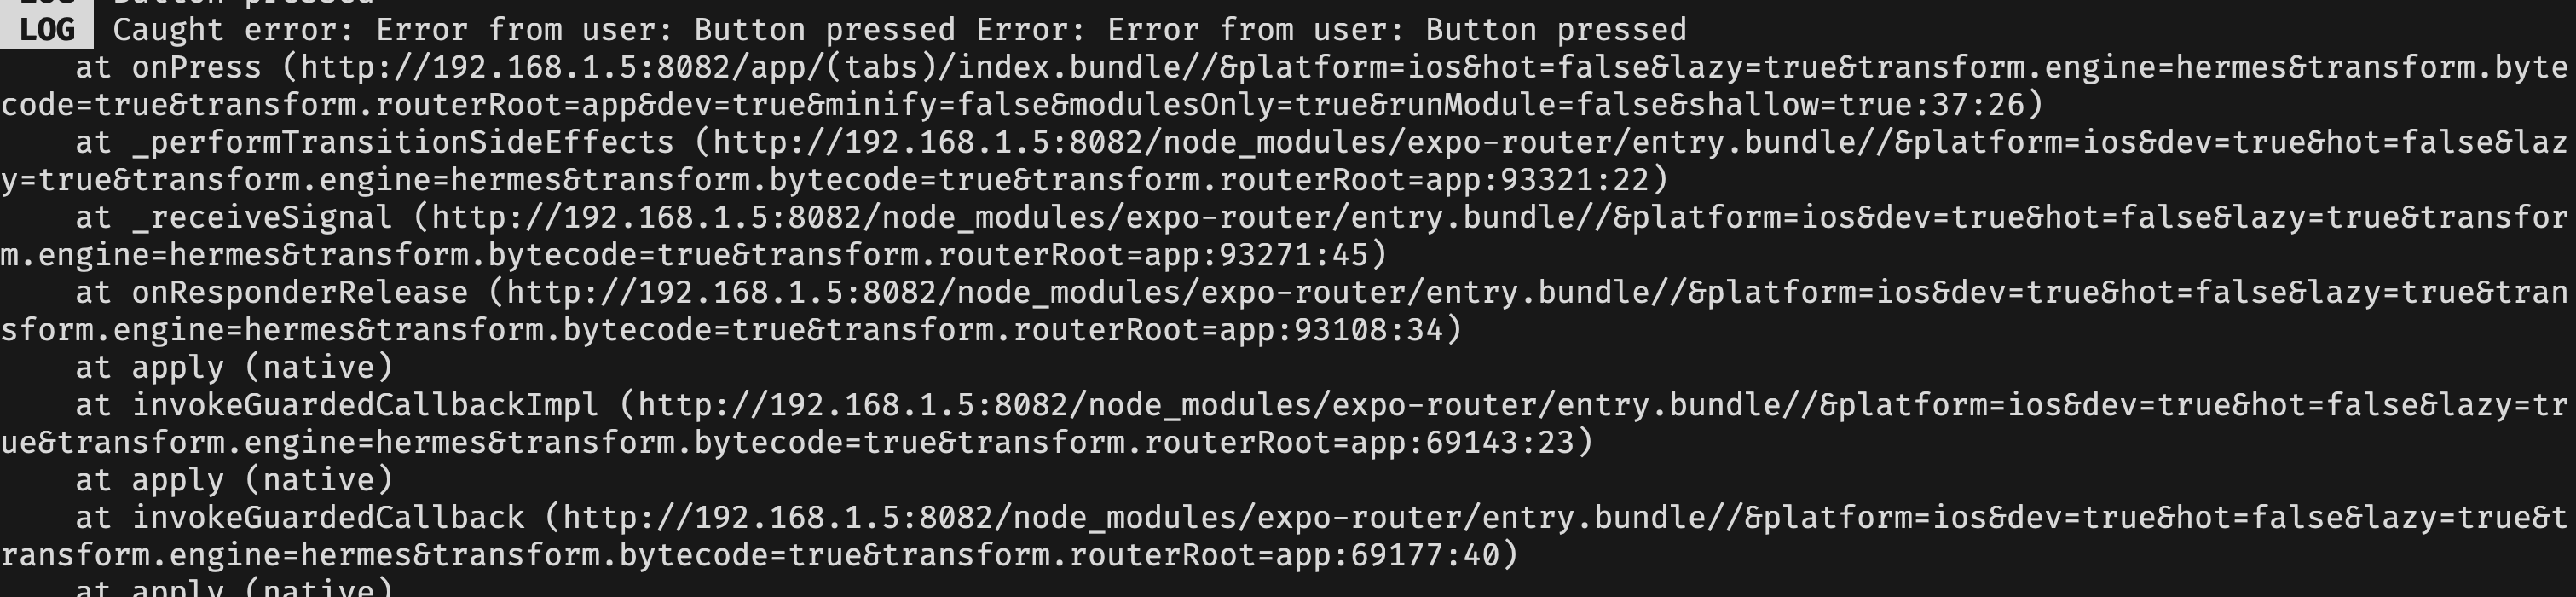 LOG Button pressed
LOG Caught error: Error from user: Button pressed Error: Error from user: Button pressed
at onPress (http://192.168.1.5:8082/app/(tabs)/index.bundle//&platform=ios&hot=false&lazy=true&transform.engine=hermes&transform.byte
code=true&transform.routerRoot=app&dev=true&minify=false&modulesOnly=true&runModule=false&shallow=true:37:26)
at _performTransitionSideEffects (http://192.168.1.5:8082/node_modules/expo-router/entry.bundle//&platform=ios&dev=true&hot=false&laz
y=true&transform.engine=hermes&transform.bytecode=true&transform.routerRoot=app:93321:22)
at _receiveSignal (http://192.168.1.5:8082/node_modules/expo-router/entry.bundle//&platform=ios&dev=true&hot=false&lazy=true&transfor
m.engine=hermes&transform.bytecode=true&transform.routerRoot=app:93271:45)
at onResponderRelease (http://192.168.1.5:8082/node_modules/expo-router/entry.bundle//&platform=ios&dev=true&hot=false&lazy=true&tran
sform.engine=hermes&transform.bytecode=true&transform.routerRoot=app:93108:34)
at apply (native)
at invokeGuardedCallbackImpl (http://192.168.1.5:8082/node_modules/expo-router/entry.bundle//&platform=ios&dev=true&hot=false&lazy=tr
ue&transform.engine=hermes&transform.bytecode=true&transform.routerRoot=app:69143:23)
at apply (native)
at invokeGuardedCallback (http://192.168.1.5:8082/node_modules/expo-router/entry.bundle//&platform=ios&dev=true&hot=false&lazy=true&t
ransform.engine=hermes&transform.bytecode=true&transform.routerRoot=app:69177:40)
at apply (native)